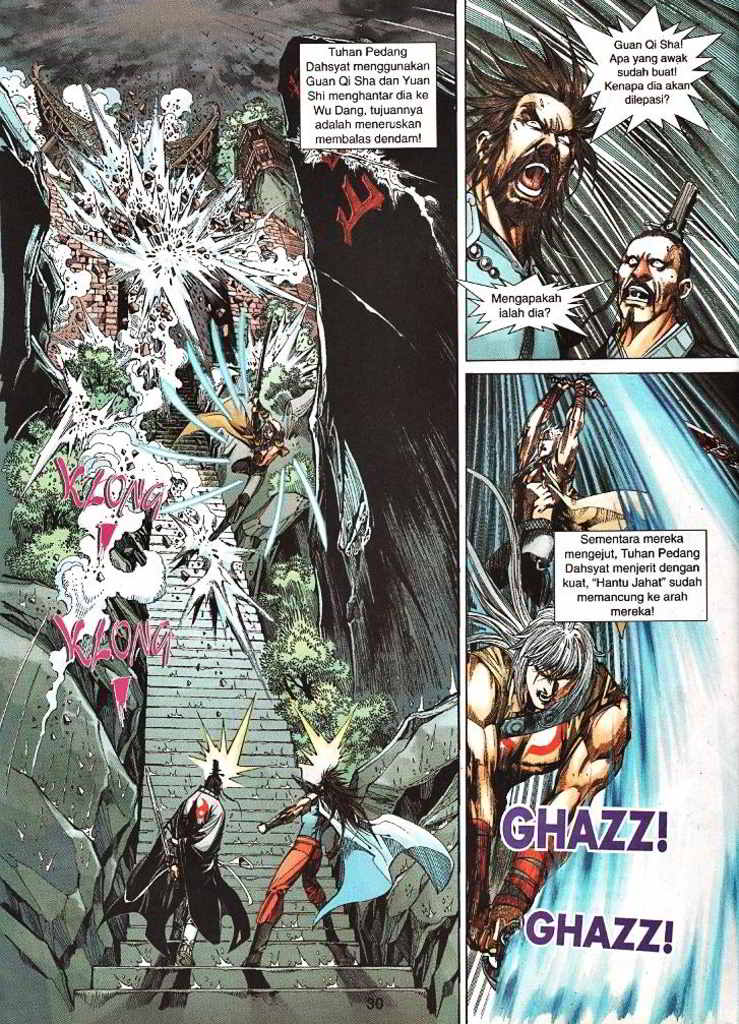 Tuhan Pedang
Dahsyat menggunakan
Guan Qi Sha dan Yuan
Shi menghantar dia ke
Wu Dang, tujuannya
adalah meneruskan
membalas dendam!
KLONG
!
KLONG
!
Guan Qi Sha!
Apa yang awak
sudah buat!
Kenapa dia akan
dilepasi?
Mengapakah
ialah dia?
Sementara mereka
mengejut, Tuhan Pedang
Dahsyat menjerit dengan
kuat, “Hantu Jahat” sudah
memancung ke arah
mereka!
GHAZZ!
GHAZZ!
30